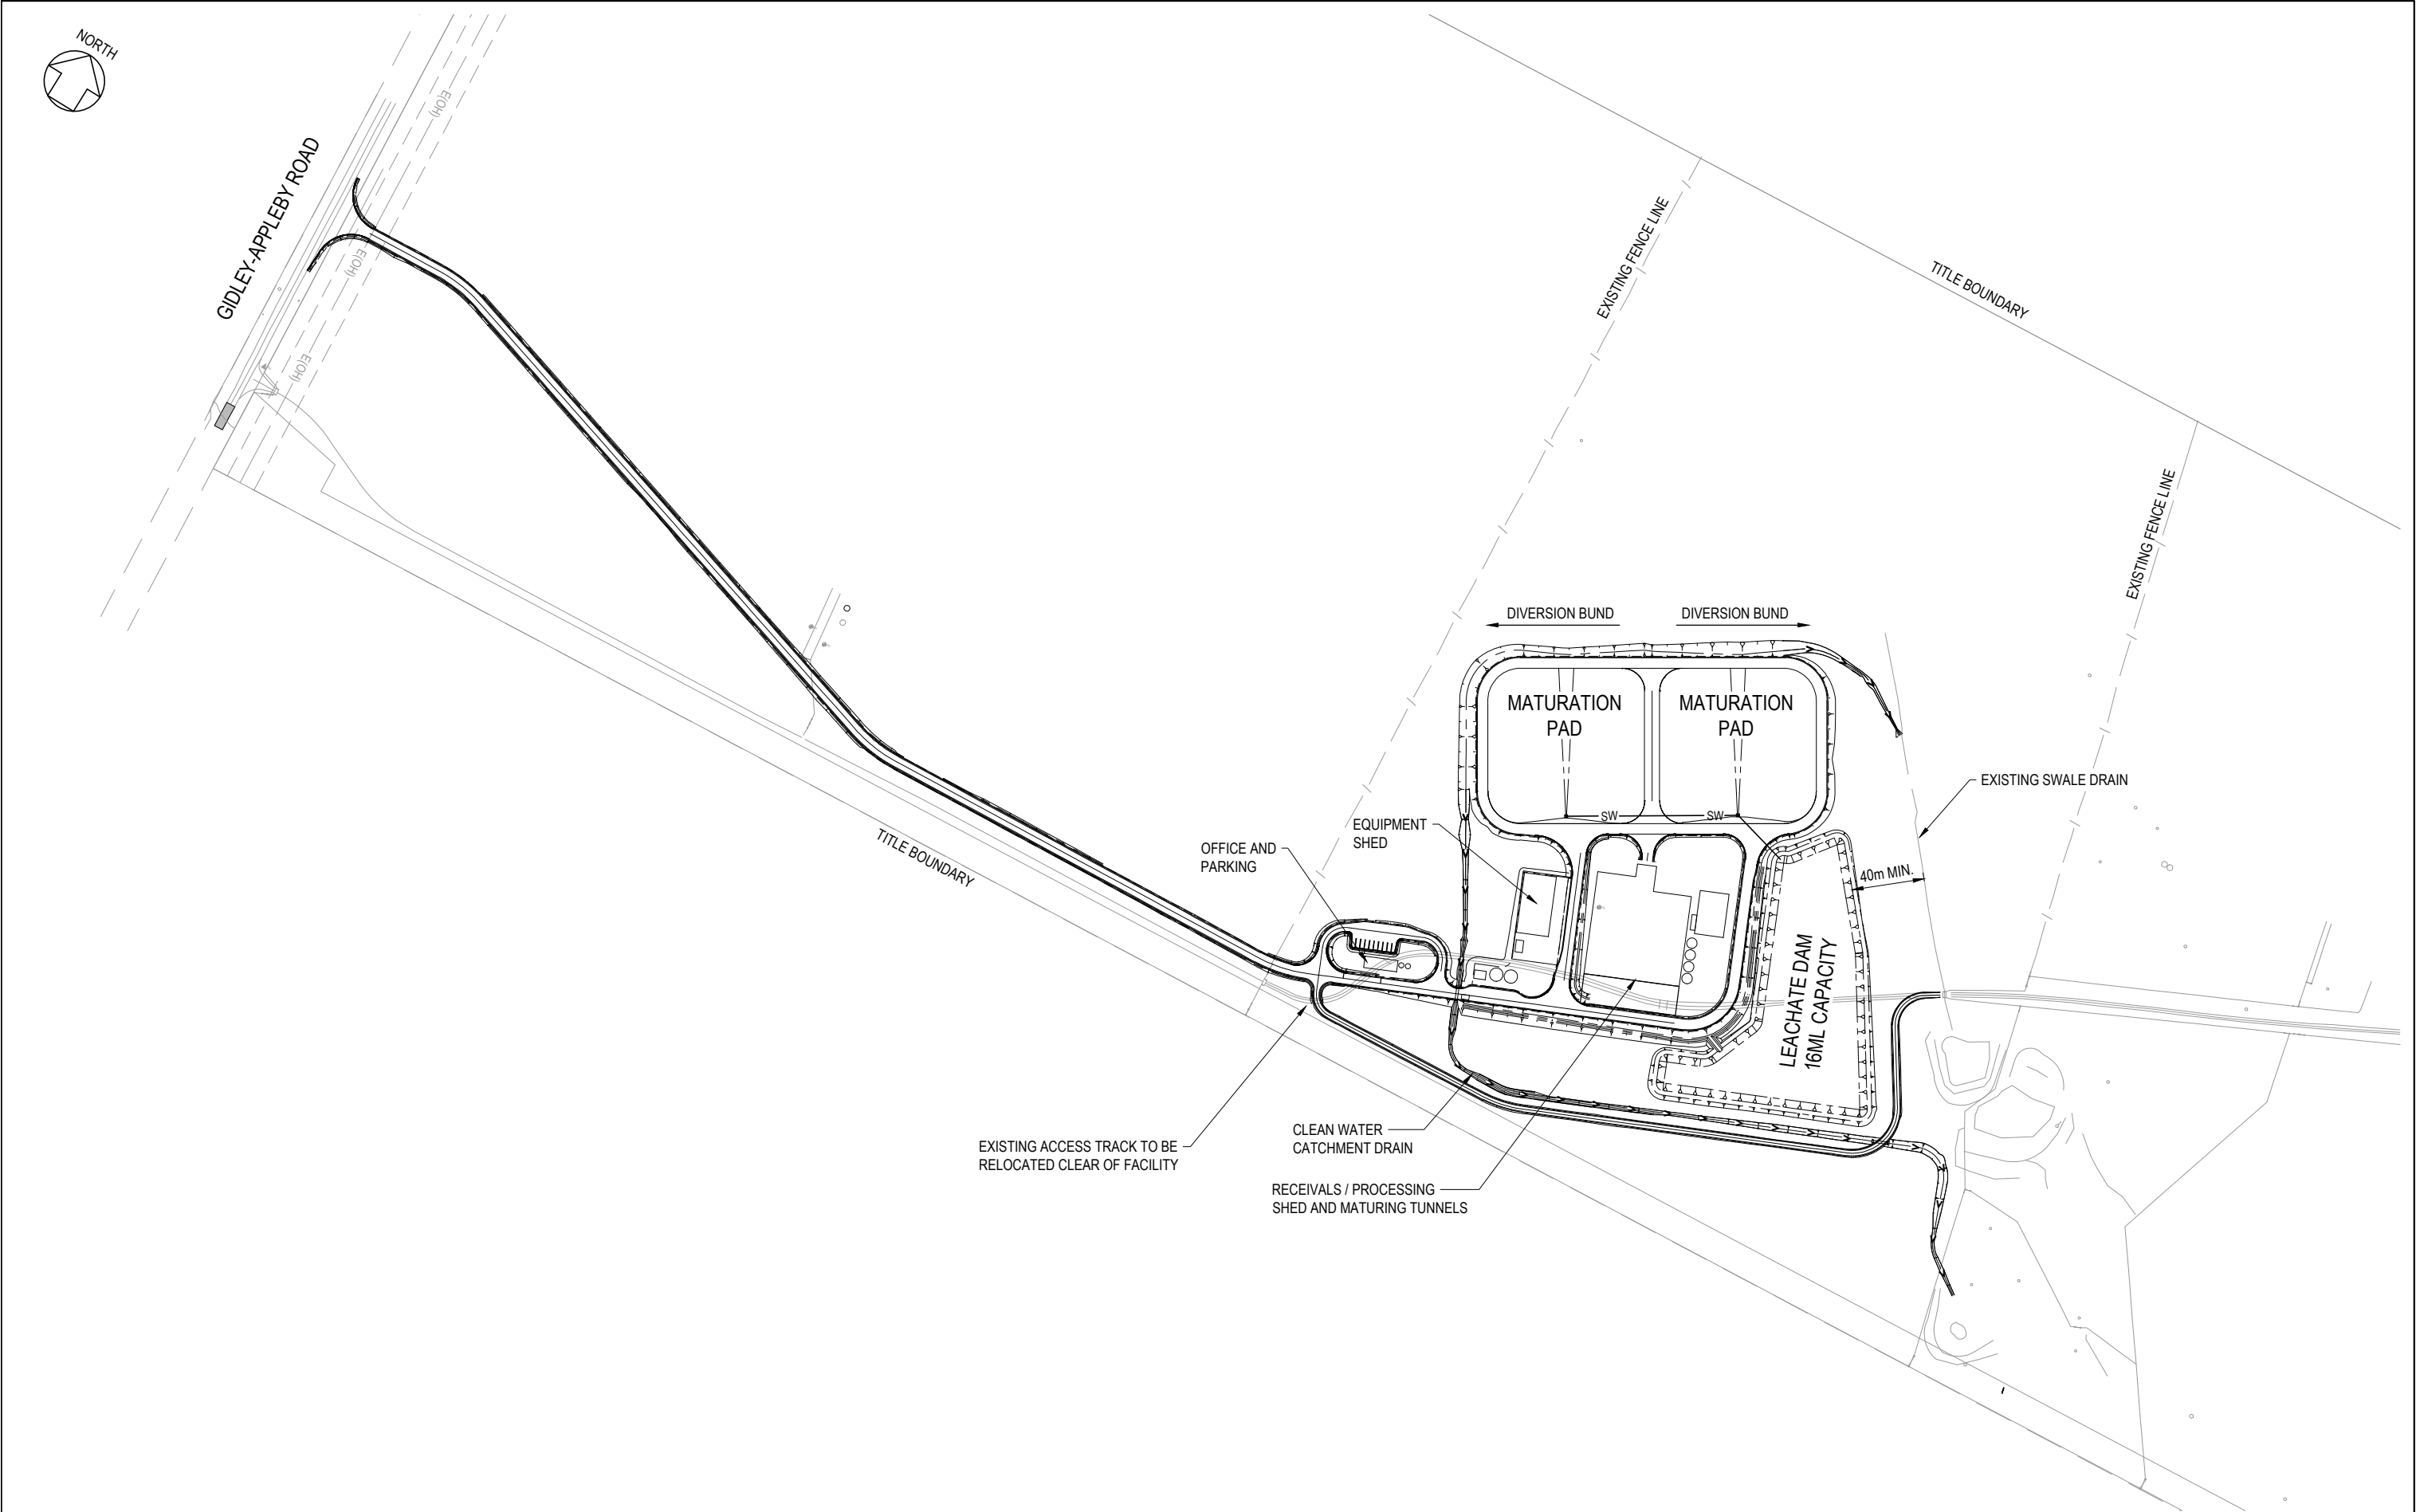 NORTH
GIDLEY-APPLEBY ROAD
E(OH)
E(OH)
E(OH)
EXISTING FENCE LINE
TITLE BOUNDARY
EXISTING FENCE LINE
DIVERSION BUND
DIVERSION BUND
MATURATION
PAD
MATURATION
PAD
EXISTING SWALE DRAIN
SW
SW
EQUIPMENT
SHED
OFFICE AND
PARKING
TITLE BOUNDARY
40m MIN.
LEACHATE DAM
16ML CAPACITY
EXISTING ACCESS TRACK TO BE
RELOCATED CLEAR OF FACILITY
CLEAN WATER
CATCHMENT DRAIN
RECEIVALS / PROCESSING
SHED AND MATURING TUNNELS